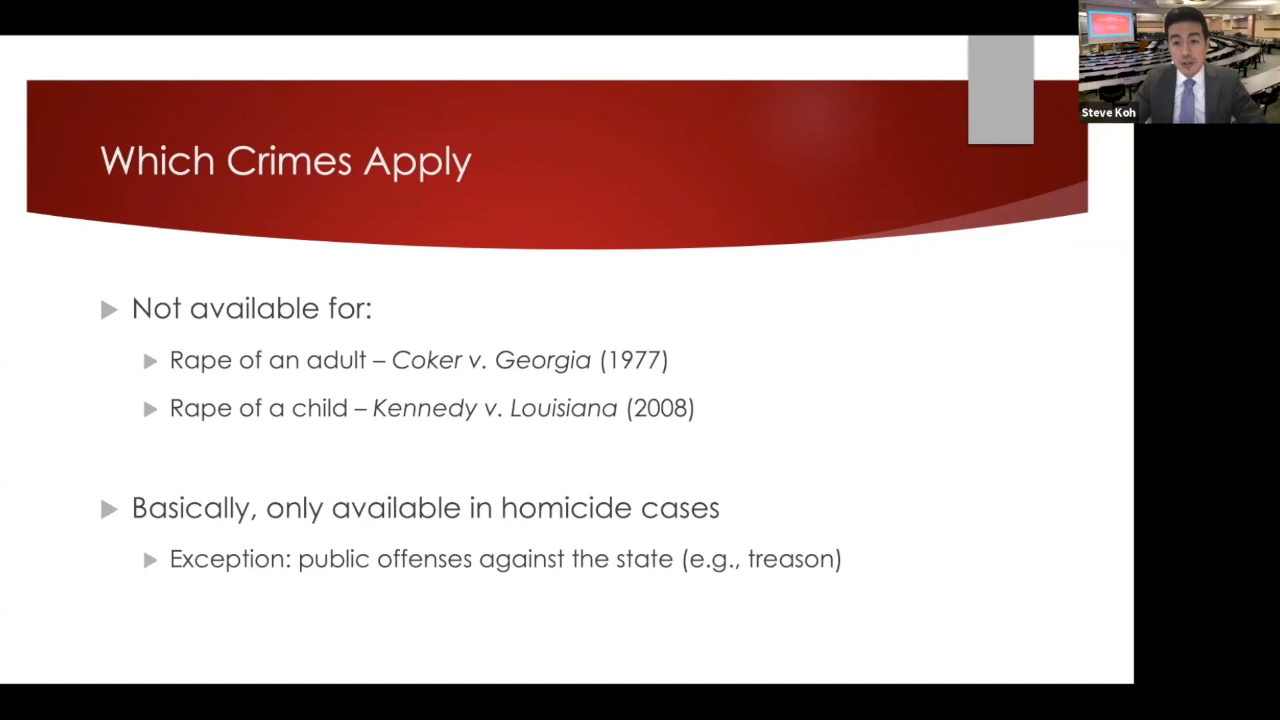 Which Crimes Apply
Not available for:
Rape of an adult – Coker v. Georgia (1977)
Rape of a child – Kennedy v. Louisiana (2008)
Basically, only available in homicide cases
Exception: public offenses against the state (e.g., treason)
Steve Koh